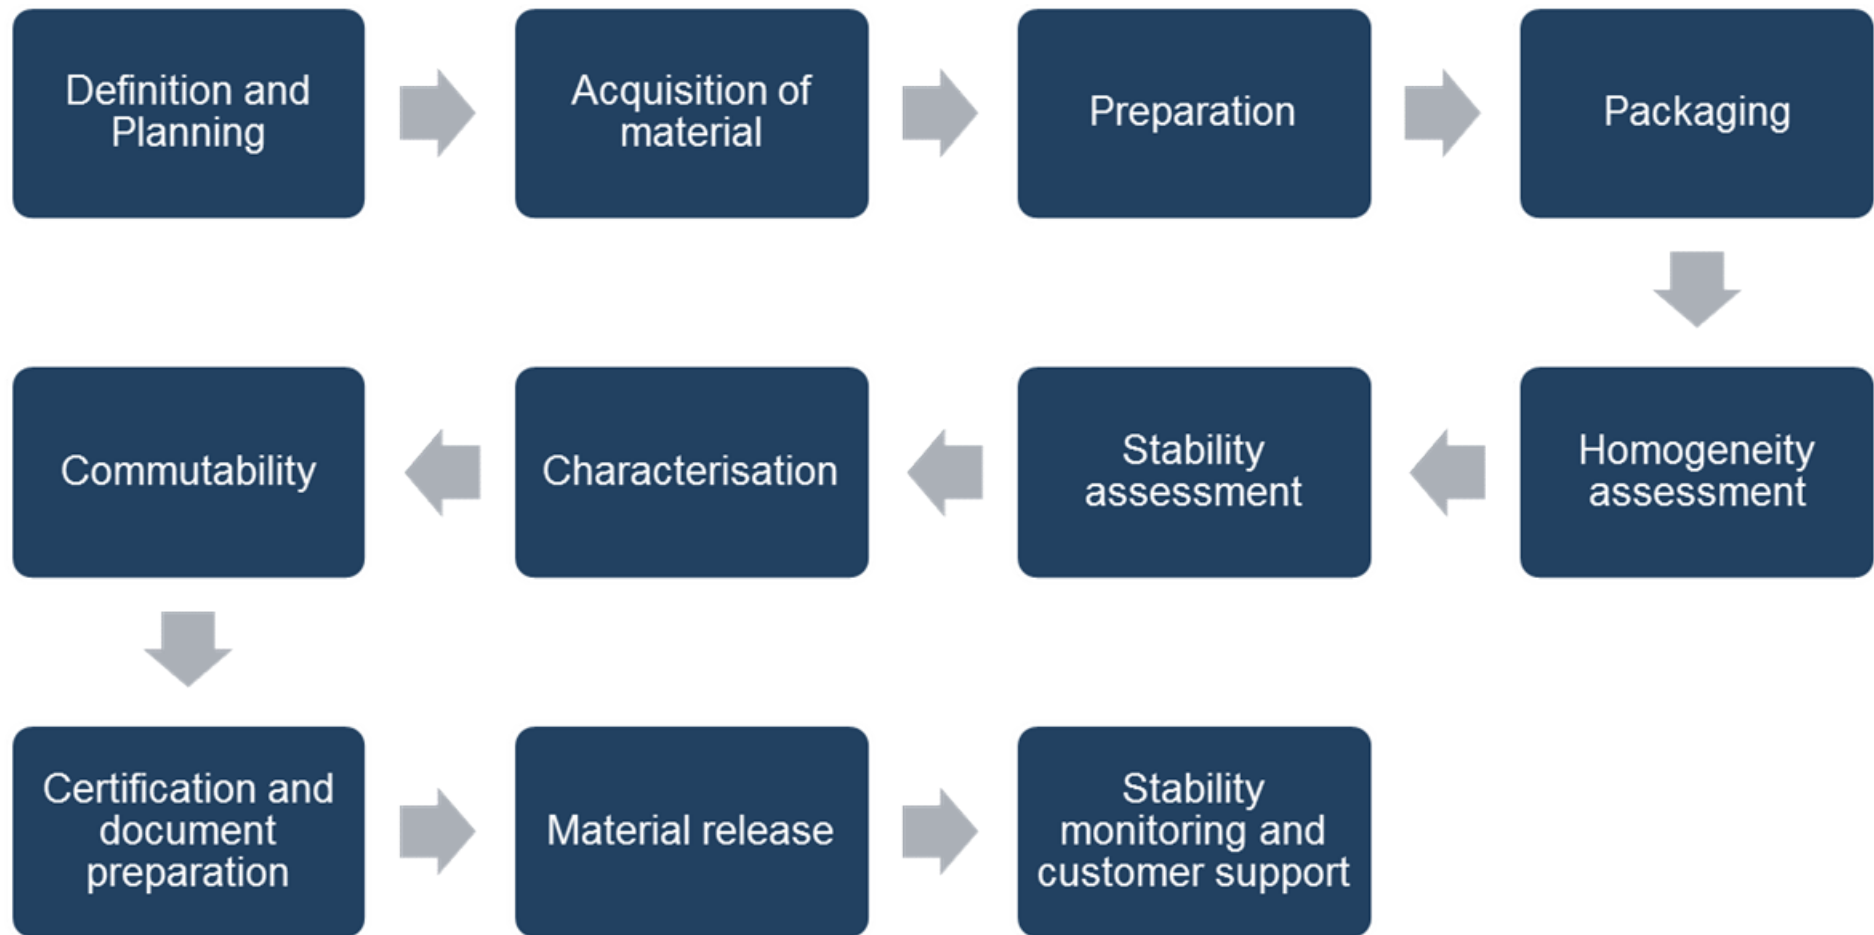 Definition and
Planning
Acquisition of
material
Preparation
Packaging
Homogeneity
assessment
Stability
assessment
Characterisation
Commutability
Certification and
document
preparation
Material release
Stability
monitoring and
customer support